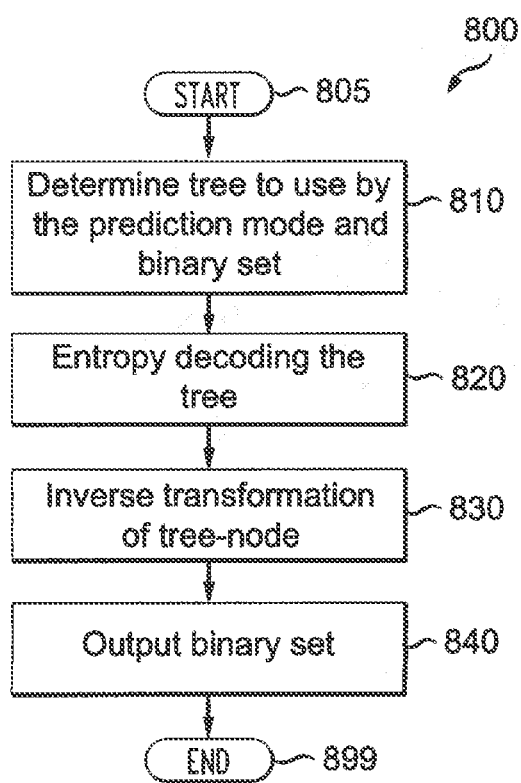 800
START 805
Determine tree to use by
the prediction mode and
binary set
810
Entropy decoding the
tree
820
Inverse transformation
of tree-node
830
Output binary set
840
END 899